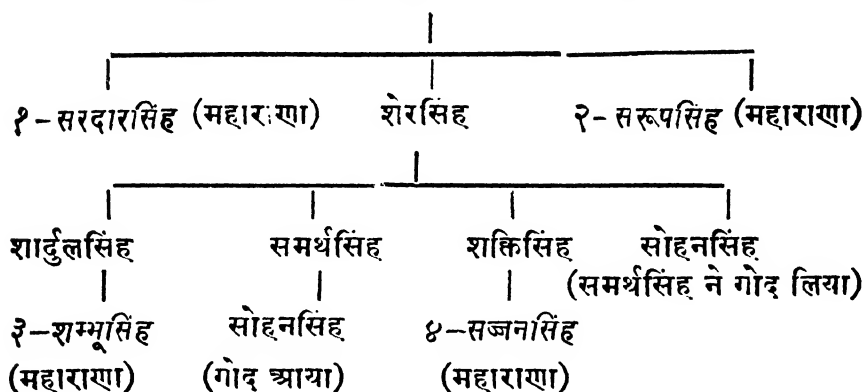 १-सरदारसिंह (महाराणा) शेरसिंह २- सरूपसिंह (महाराणा)
शार्दुलसिंह समर्थसिंह शक्तिसिंह सोहनसिंह
(समर्थसिंह ने गोद लिया)
३-शम्भूसिंह सोहनसिंह ४-सज्जनसिंह
(महाराणा) (गोद आया) (महाराणा)